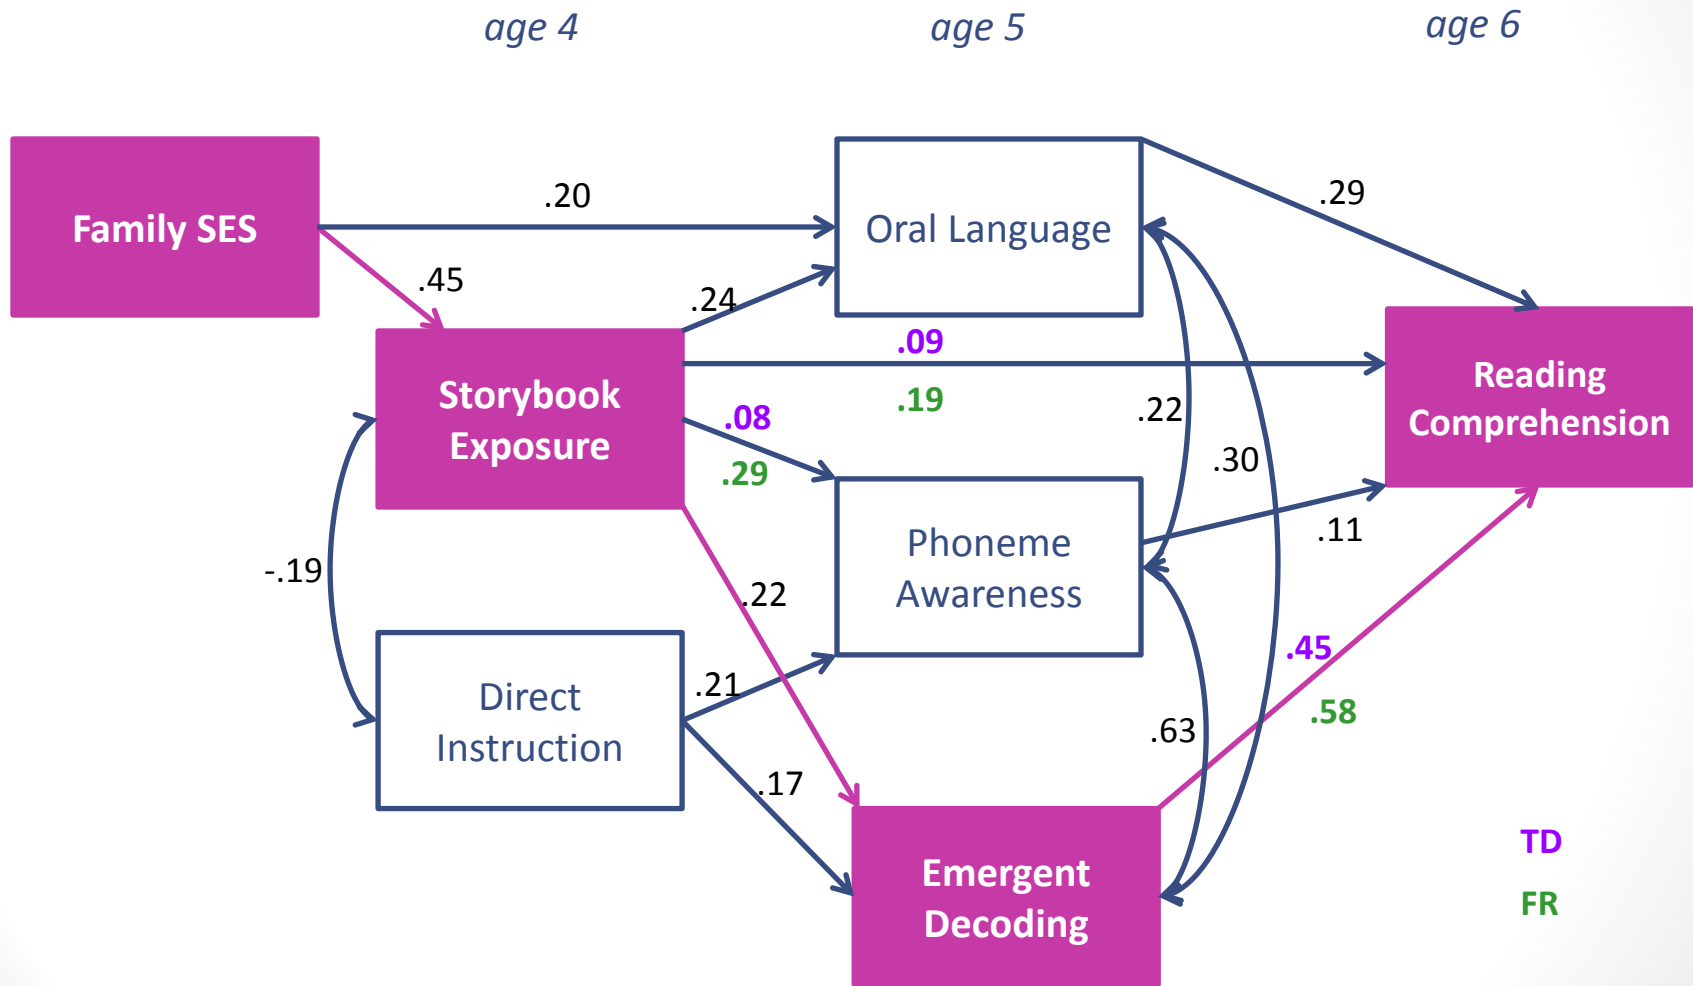 age 4
age 5
age 6
Family SES
.20
Oral Language
.29
.45
.24
.09
.19
Storybook
Exposure
.08
.29
.22
.30
Reading
Comprehension
-.19
.22
Phoneme
Awareness
.11
Direct
Instruction
.21
.17
.63
.45
.58
Emergent
Decoding
TD
FR